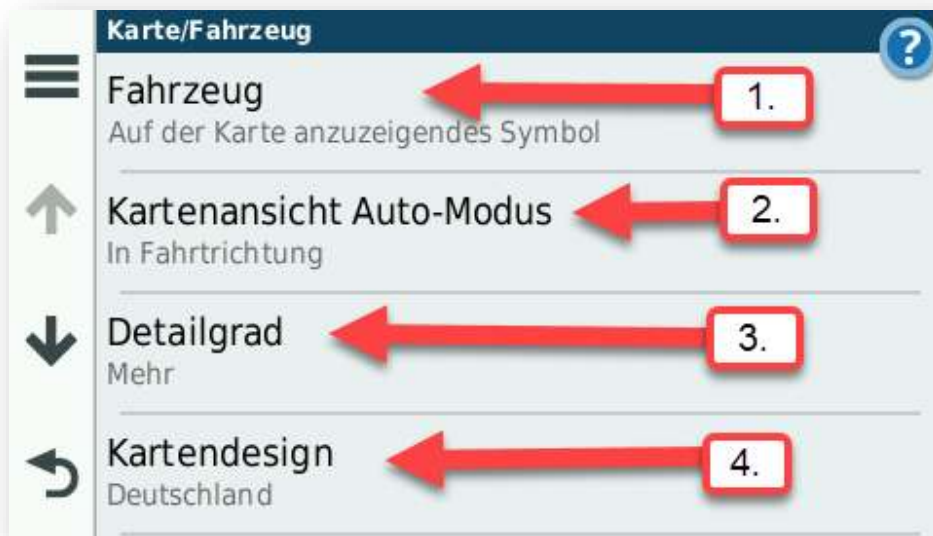 Karte/Fahrzeug
?
Fahrzeug
1.
Auf der Karte anzuzeigendes Symbol
Kartenansicht Auto-Modus
2.
In Fahrtrichtung
Detailgrad
3.
Mehr
Kartendesign
4.
Deutschland